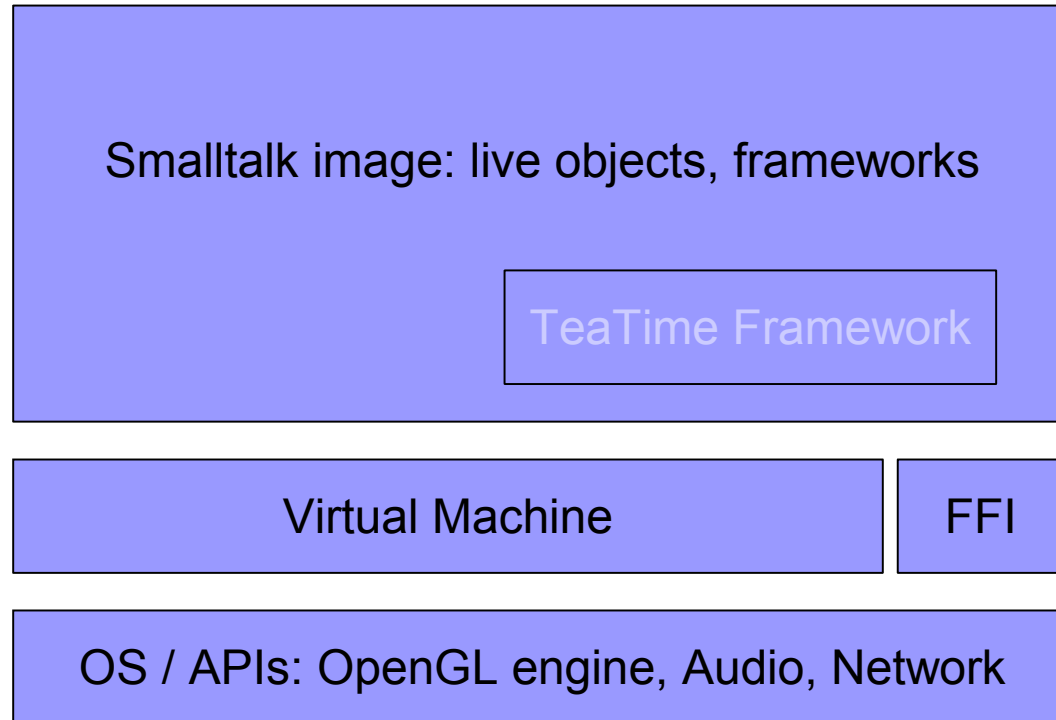 Smalltalk image: live objects, frameworks
TeaTime Framework
Virtual Machine
FFI
OS / APIs: OpenGL engine, Audio, Network